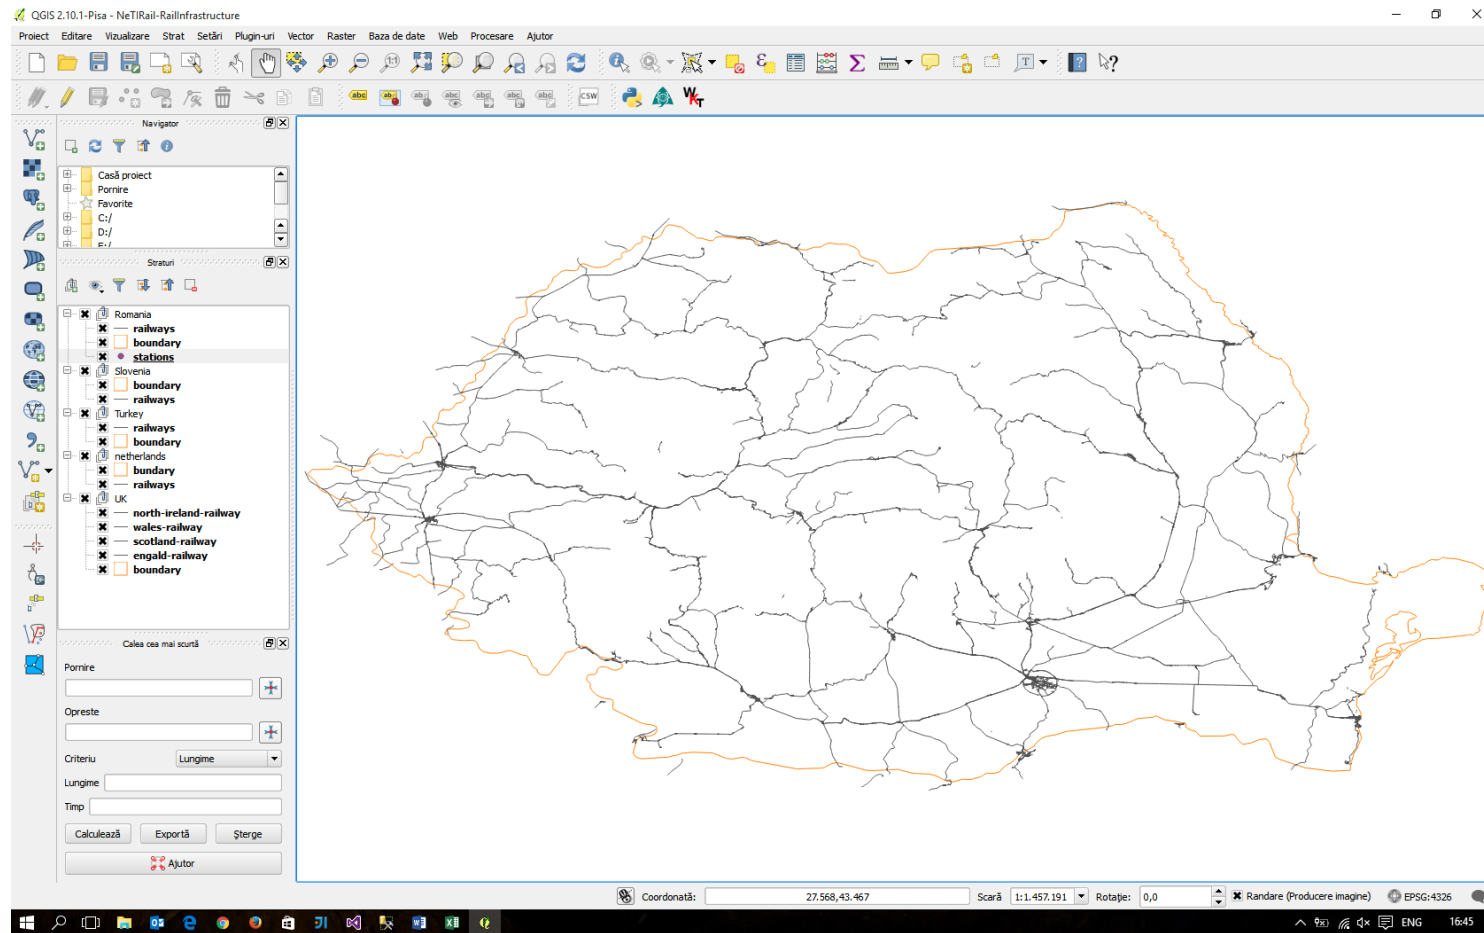 QGIS 2.10.1-Pisa - NeTIRail-RailInfrastructure
Proiect Editare Vizualizare Strat Setări Plugin-uri Vector Raster Baza de date Web Procesare Ajutor
Navigator
Casă proiect
Pornire
Favorite
C:/
D:/
E:/
Straturi
Romania
railways
boundary
stations
Slovenia
boundary
railways
Turkey
railways
boundary
netherlands
bundary
railways
UK
north-ireland-railway
wales-railway
scotland-railway
engald-railway
boundary
Calea cea mai scurtă
Pornire
Opreste
Criteriu Lungime
Lungime
Timp
Calculează Exportă Șterge
Ajutor
Coordonată: 27.568,43.467 Scară 1:1.457.191 Rotație: 0,0 Randare (Producere imagine) EPSG:4326
ENG 16:45